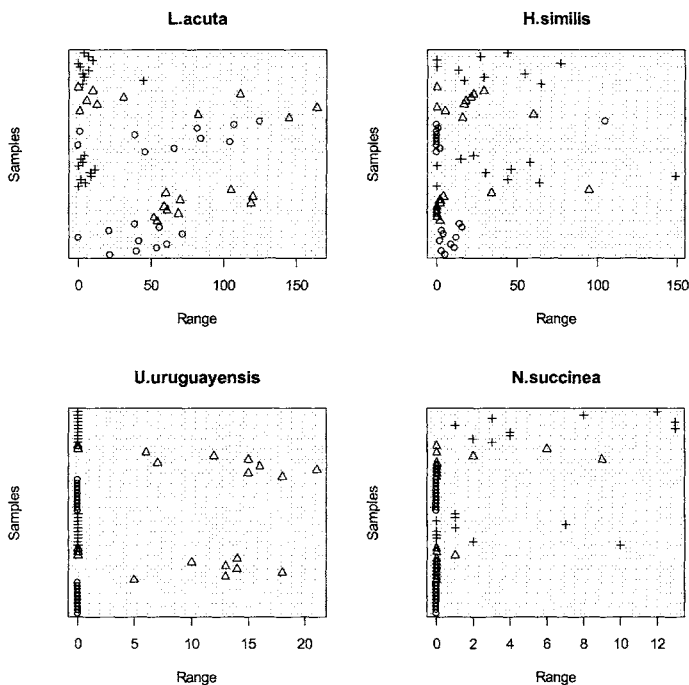 L.acuta
H.similis
Samples
Samples
0 50 100 150
0 50 100 150
Range
Range
U.uruguayensis
N.succinea
Samples
Samples
0 5 10 15 20
0 2 4 6 8 10 12
Range
Range